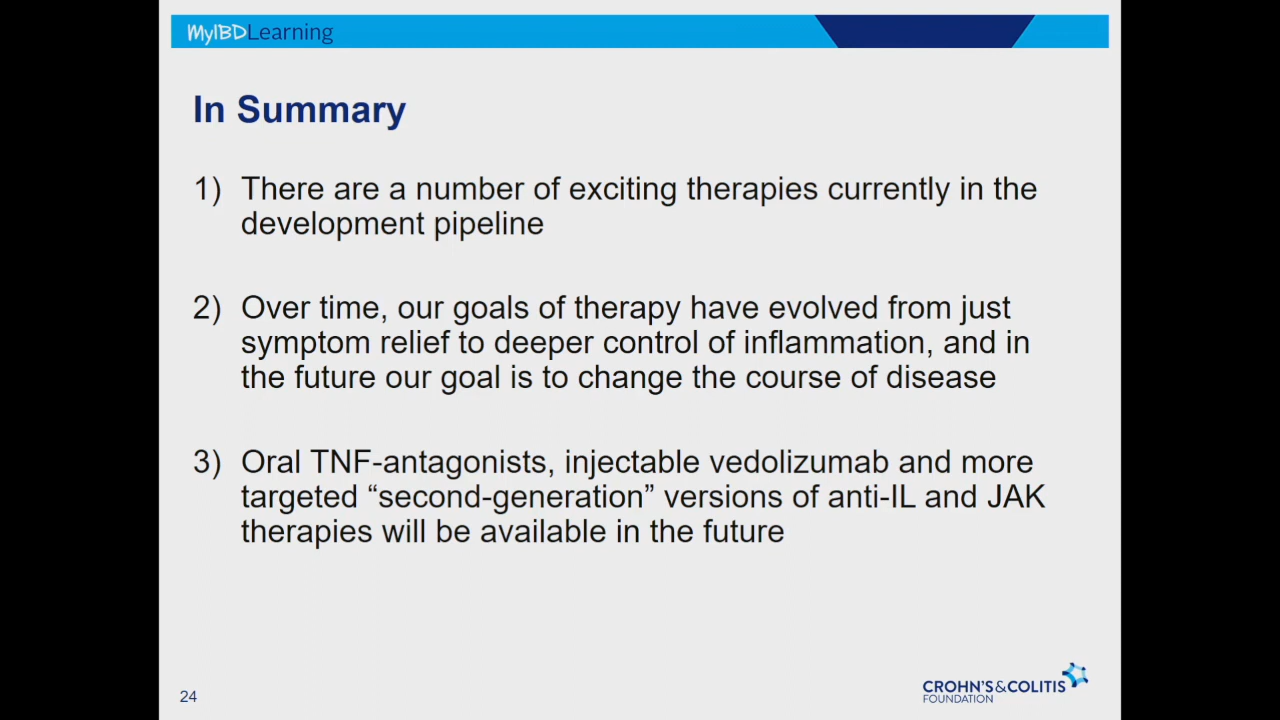 MyIBDLearning
In Summary
1) There are a number of exciting therapies currently in the
development pipeline
2) Over time, our goals of therapy have evolved from just
symptom relief to deeper control of inflammation, and in
the future our goal is to change the course of disease
3) Oral TNF-antagonists, injectable vedolizumab and more
targeted “second-generation” versions of anti-IL and JAK
therapies will be available in the future
24
CROHN'S&COLITIS
FOUNDATION